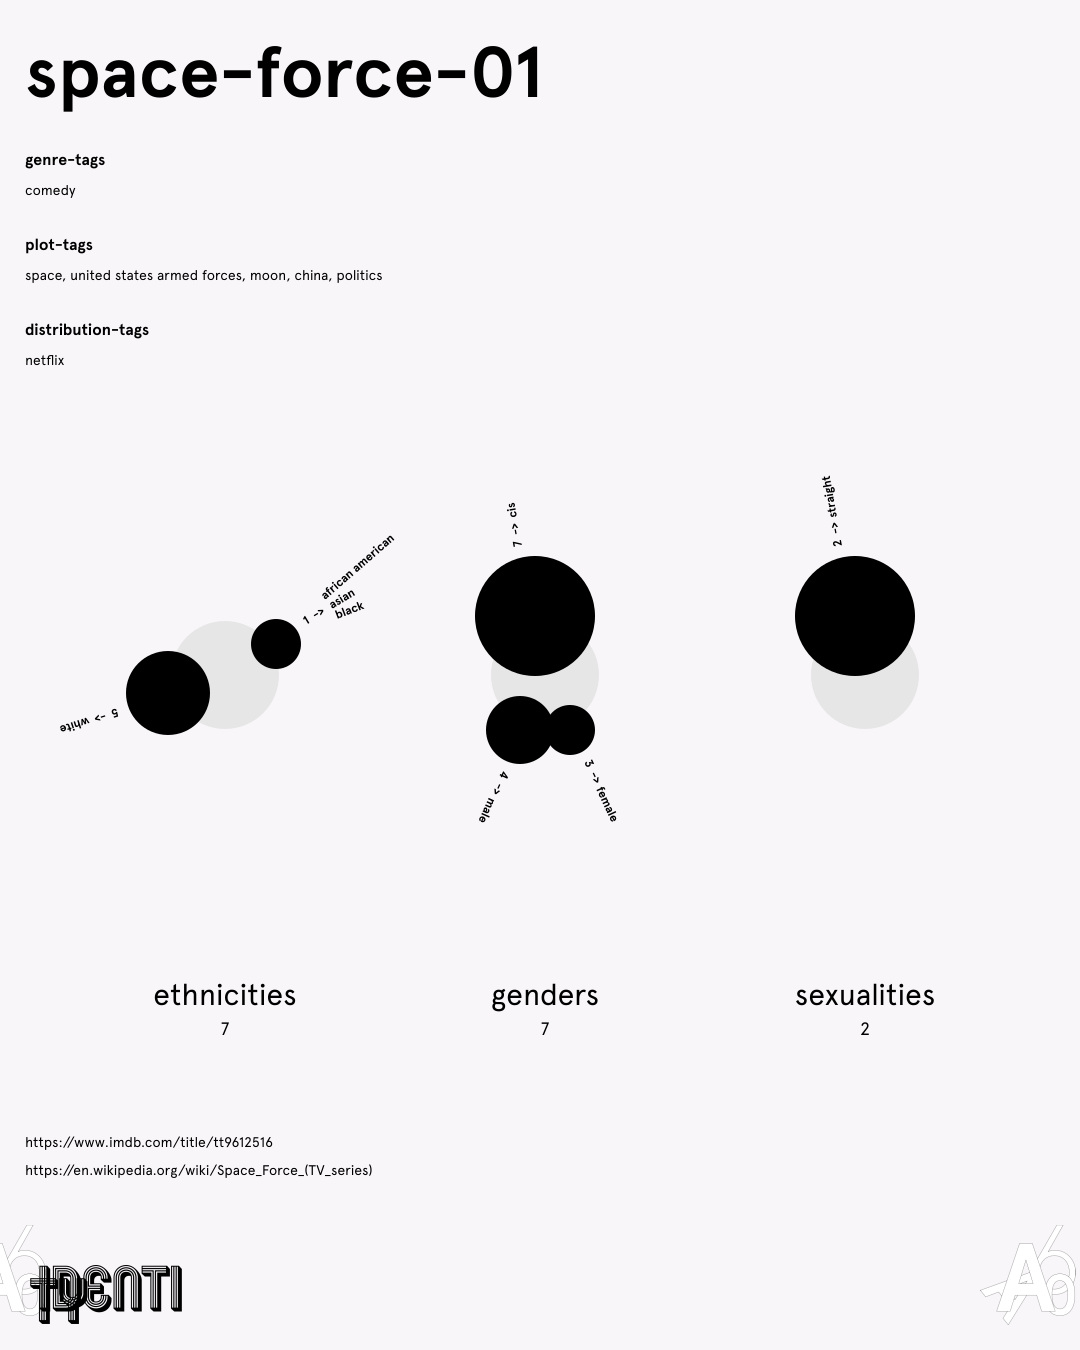 space-force-01
genre-tags
comedy
plot-tags
space, united states armed forces, moon, china, politics
distribution-tags
netflix
5 -> white
1 -> african american
asian
black
7 -> cis
4 -> male
3 -> female
2 -> straight
ethnicities
7
genders
7
sexualities
2
https://www.imdb.com/title/tt9612516
https://en.wikipedia.org/wiki/Space_Force_(TV_series)
IDENTI